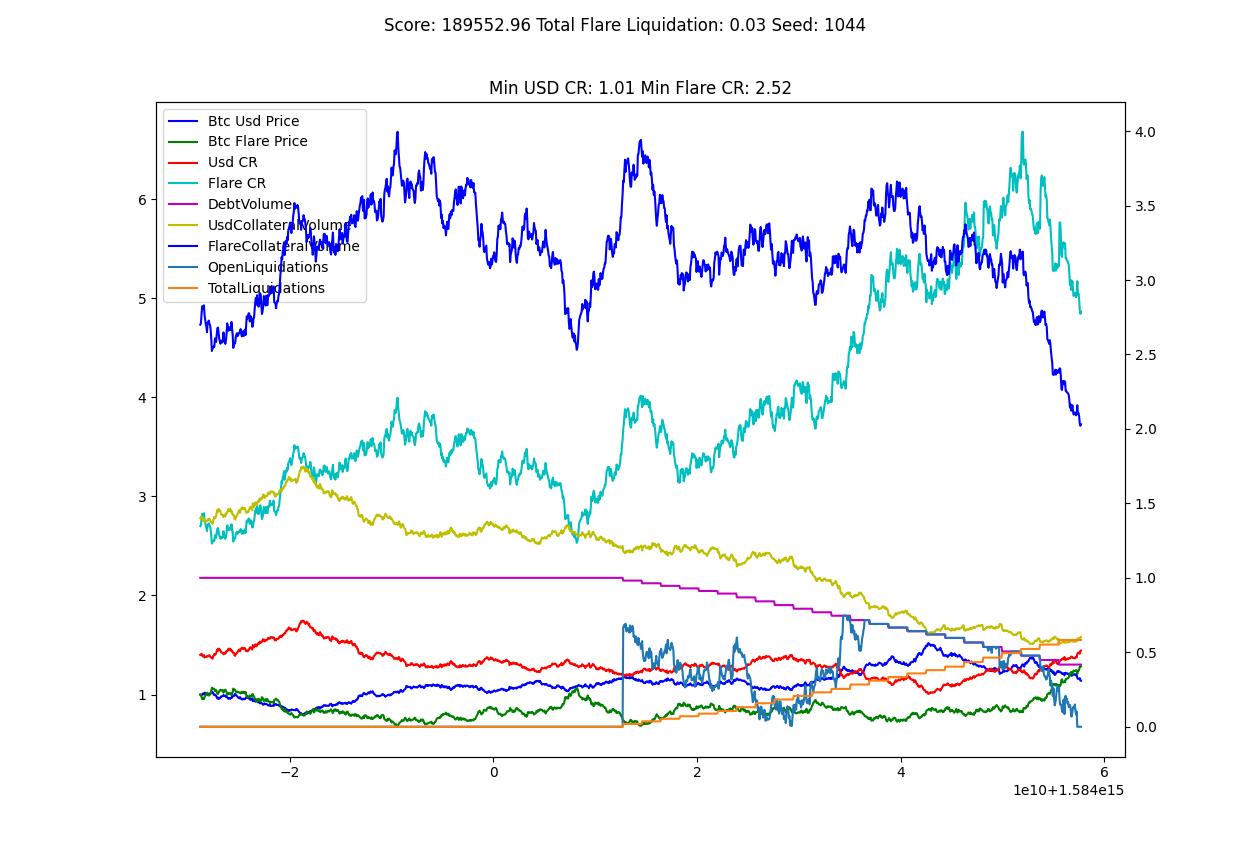 Score: 189552.96 Total Flare Liquidation: 0.03 Seed: 1044
Min USD CR: 1.01 Min Flare CR: 2.52
Btc Usd Price
Btc Flare Price
Usd CR
Flare CR
DebtVolume
UsdCollateralVolume
FlareCollateralVolume
OpenLiquidations
TotalLiquidations
6
5
4
3
2
1
4.0
3.5
3.0
2.5
2.0
1.5
1.0
0.5
0.0
−2
0
2
4
6
1e10+1.584e15